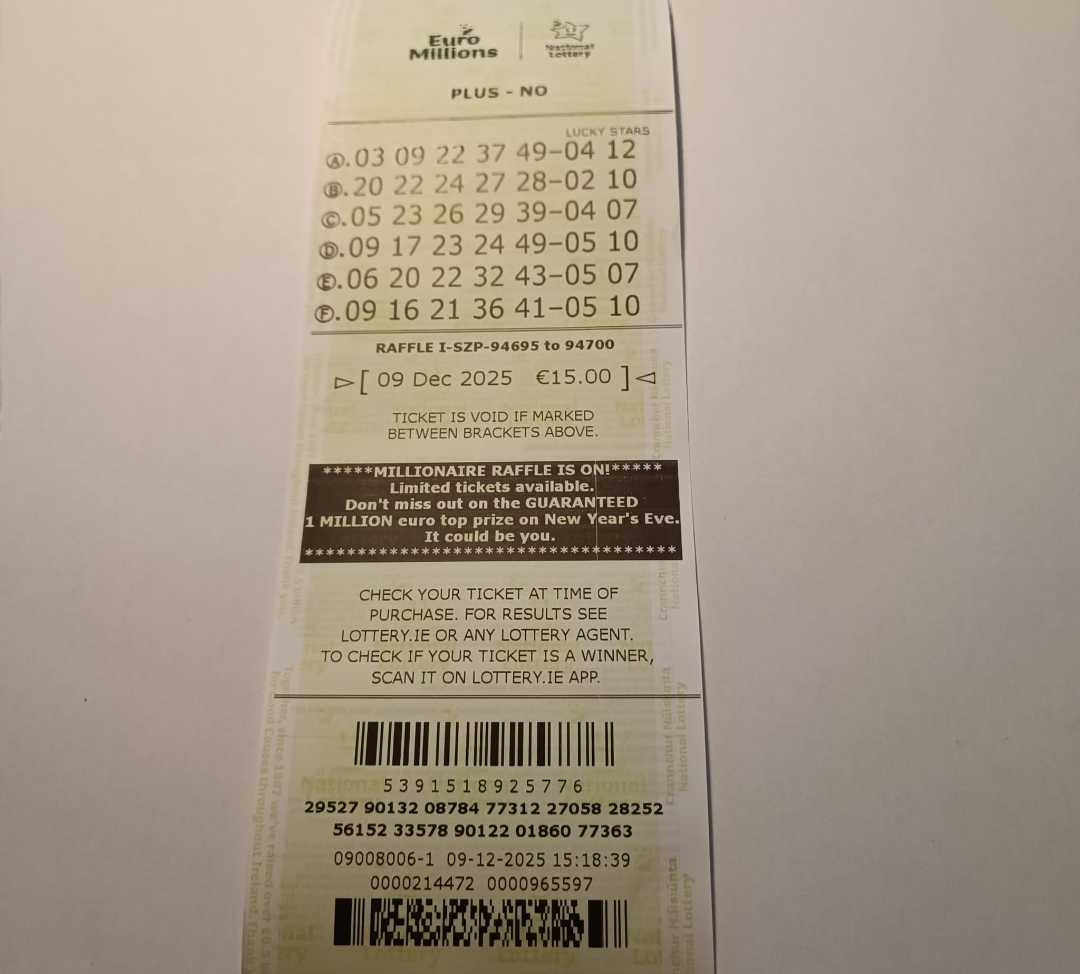 Euro Millions
National Lottery
PLUS - NO
LUCKY STARS
Ⓐ.03 09 22 37 49-04 12
Ⓑ.20 22 24 27 28-02 10
Ⓒ.05 23 26 29 39-04 07
Ⓓ.09 17 23 24 49-05 10
Ⓔ.06 20 22 32 43-05 07
Ⓕ.09 16 21 36 41-05 10
RAFFLE I-SZP-94695 to 94700
[ 09 Dec 2025 €15.00 ]
TICKET IS VOID IF MARKED
BETWEEN BRACKETS ABOVE.
*****MILLIONAIRE RAFFLE IS ON!*****
Limited tickets available.
Don't miss out on the GUARANTEED
1 MILLION euro top prize on New Year's Eve.
It could be you.
*********************************
CHECK YOUR TICKET AT TIME OF
PURCHASE. FOR RESULTS SEE
LOTTERY.IE OR ANY LOTTERY AGENT.
TO CHECK IF YOUR TICKET IS A WINNER,
SCAN IT ON LOTTERY.IE APP.
5391518925776
29527 90132 08784 77312 27058 28252
56152 33578 90122 01860 77363
09008006-1 09-12-2025 15:18:39
0000214472 0000965597
Crannchur Náisiúnta
National Lottery